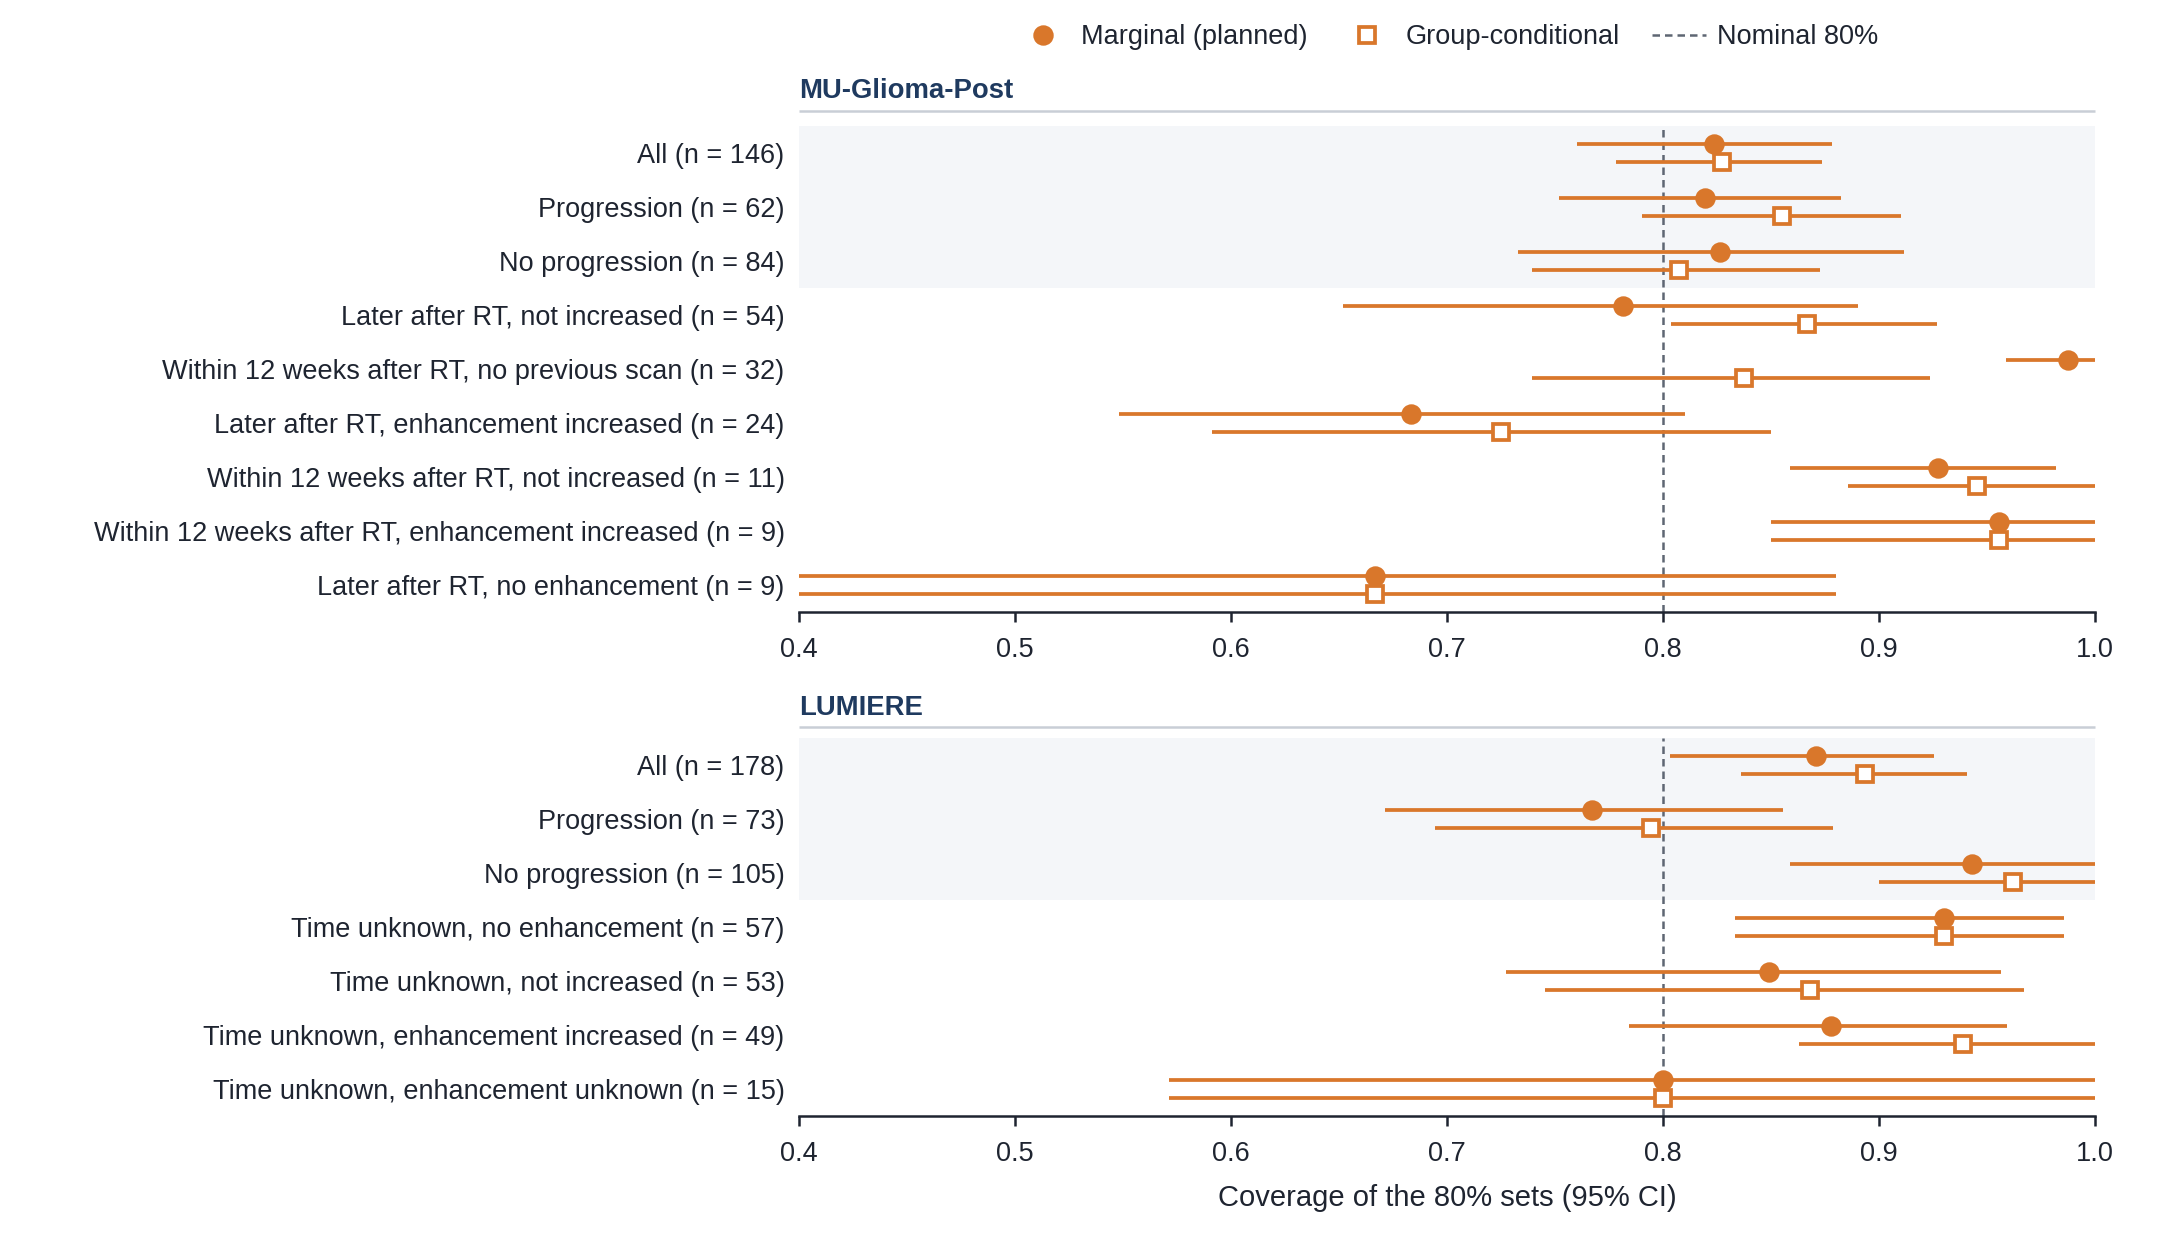 Marginal (planned) Group-conditional Nominal 80%
MU-Glioma-Post
All (n = 146)
Progression (n = 62)
No progression (n = 84)
Later after RT, not increased (n = 54)
Within 12 weeks after RT, no previous scan (n = 32)
Later after RT, enhancement increased (n = 24)
Within 12 weeks after RT, not increased (n = 11)
Within 12 weeks after RT, enhancement increased (n = 9)
Later after RT, no enhancement (n = 9)
0.4 0.5 0.6 0.7 0.8 0.9 1.0
LUMIERE
All (n = 178)
Progression (n = 73)
No progression (n = 105)
Time unknown, no enhancement (n = 57)
Time unknown, not increased (n = 53)
Time unknown, enhancement increased (n = 49)
Time unknown, enhancement unknown (n = 15)
0.4 0.5 0.6 0.7 0.8 0.9 1.0
Coverage of the 80% sets (95% CI)